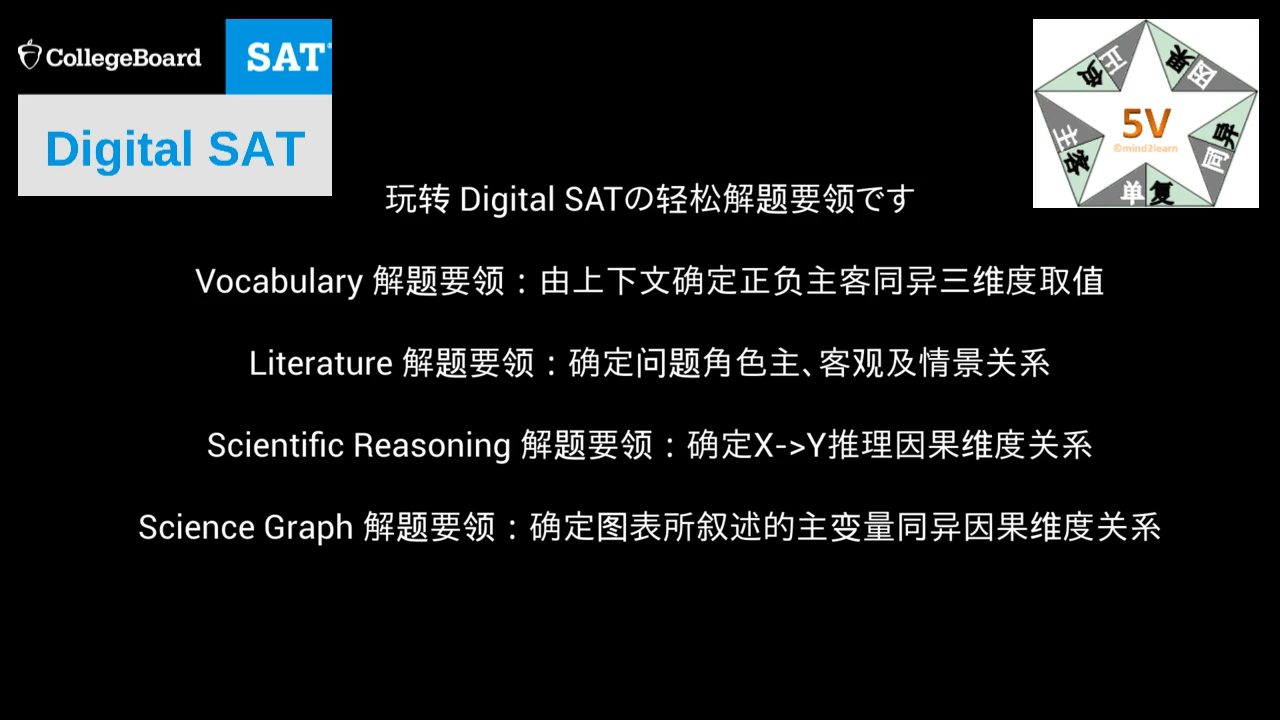 CollegeBoard
SAT
Digital SAT
正负
因果
主客
同异
单复
5V
©mind2learn
玩转 Digital SATの轻松解题要领です
Vocabulary 解题要领：由上下文确定正负主客同异三维度取值
Literature 解题要领：确定问题角色主、客观及情景关系
Scientific Reasoning 解题要领：确定X->Y推理因果维度关系
Science Graph 解题要领：确定图表所叙述的主变量同异因果维度关系